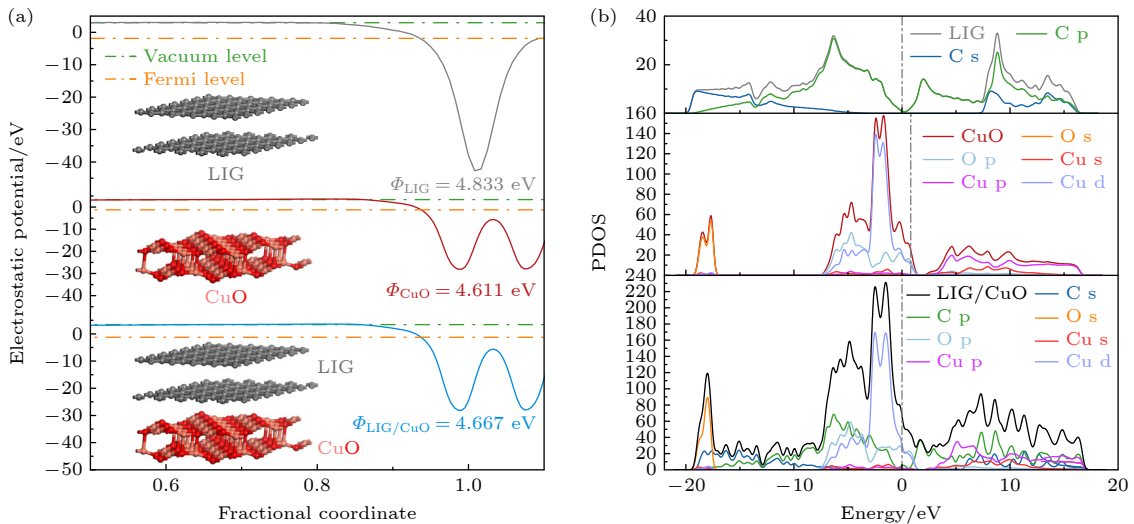 (a)
Electrostatic potential/eV
0
−10
−20
−30
−40
0
−10
−20
−30
−40
0
−10
−20
−30
−40
−50
Vacuum level
Fermi level
LIG
Φ_LIG = 4.833 eV
CuO
Φ_CuO = 4.611 eV
LIG
CuO
Φ_LIG/CuO = 4.667 eV
0.6 0.8 1.0
Fractional coordinate
(b)
PDOS
40
20
160
LIG C p
C s
140
120
100
80
60
40
20
240
CuO O s
O p Cu s
Cu p Cu d
220
200
180
160
140
120
100
80
60
40
20
0
LIG/CuO C s
C p O s
O p Cu s
Cu p Cu d
−20 −10 0 10 20
Energy/eV